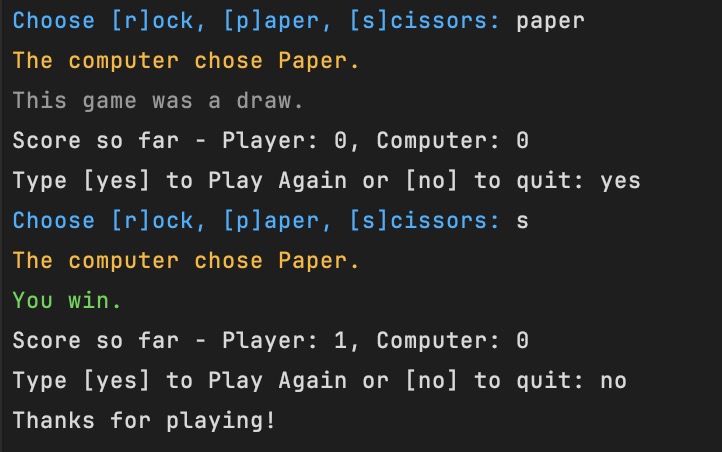 Choose [r]ock, [p]aper, [s]cissors: paper
The computer chose Paper.
This game was a draw.
Score so far - Player: 0, Computer: 0
Type [yes] to Play Again or [no] to quit: yes
Choose [r]ock, [p]aper, [s]cissors: s
The computer chose Paper.
You win.
Score so far - Player: 1, Computer: 0
Type [yes] to Play Again or [no] to quit: no
Thanks for playing!